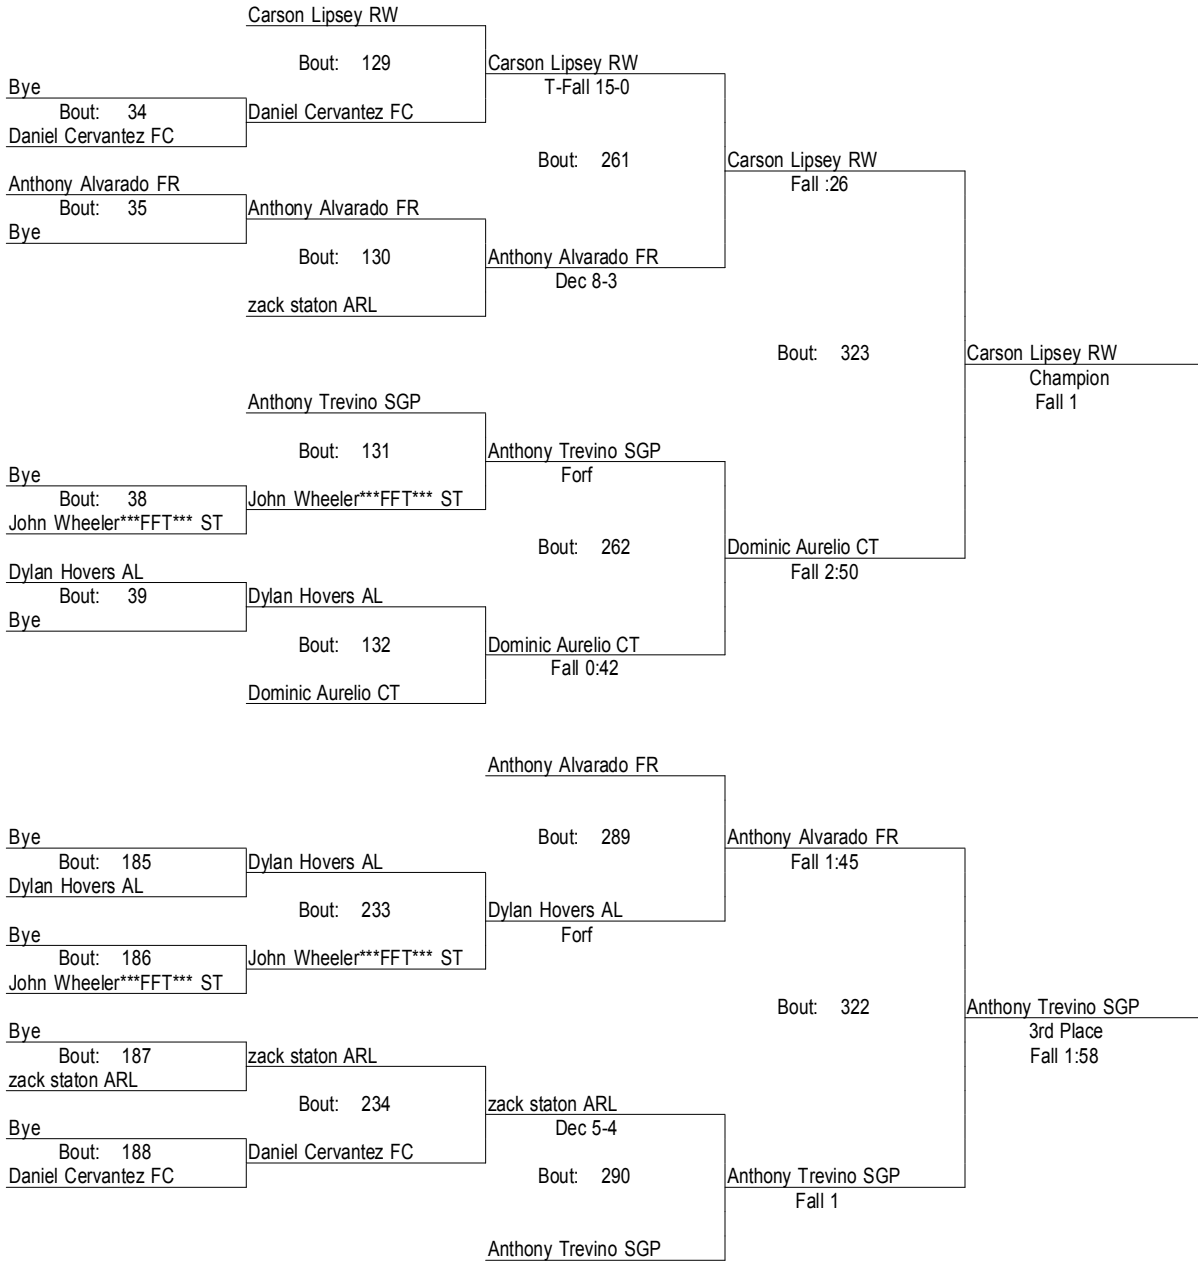 Carson Lipsey RW
Bout: 129
Carson Lipsey RW
T-Fall 15-0
Bye
Bout: 34
Daniel Cervantez FC
Daniel Cervantez FC
Bout: 261
Carson Lipsey RW
Fall :26
Anthony Alvarado FR
Bout: 35
Bye
Anthony Alvarado FR
Bout: 130
Anthony Alvarado FR
Dec 8-3
zack staton ARL
Bout: 323
Carson Lipsey RW
Champion
Fall 1
Anthony Trevino SGP
Bout: 131
Anthony Trevino SGP
Forf
Bye
Bout: 38
John Wheeler***FFT*** ST
John Wheeler***FFT*** ST
Bout: 262
Dominic Aurelio CT
Fall 2:50
Dylan Hovers AL
Bout: 39
Bye
Dylan Hovers AL
Bout: 132
Dominic Aurelio CT
Fall 0:42
Dominic Aurelio CT
Anthony Alvarado FR
Bout: 289
Anthony Alvarado FR
Fall 1:45
Bye
Bout: 185
Dylan Hovers AL
Dylan Hovers AL
Bout: 233
Dylan Hovers AL
Forf
Bye
Bout: 186
John Wheeler***FFT*** ST
John Wheeler***FFT*** ST
Bout: 322
Anthony Trevino SGP
3rd Place
Fall 1:58
Bye
Bout: 187
zack staton ARL
zack staton ARL
Bout: 234
zack staton ARL
Dec 5-4
Bye
Bout: 188
Daniel Cervantez FC
Daniel Cervantez FC
Bout: 290
Anthony Trevino SGP
Fall 1
Anthony Trevino SGP